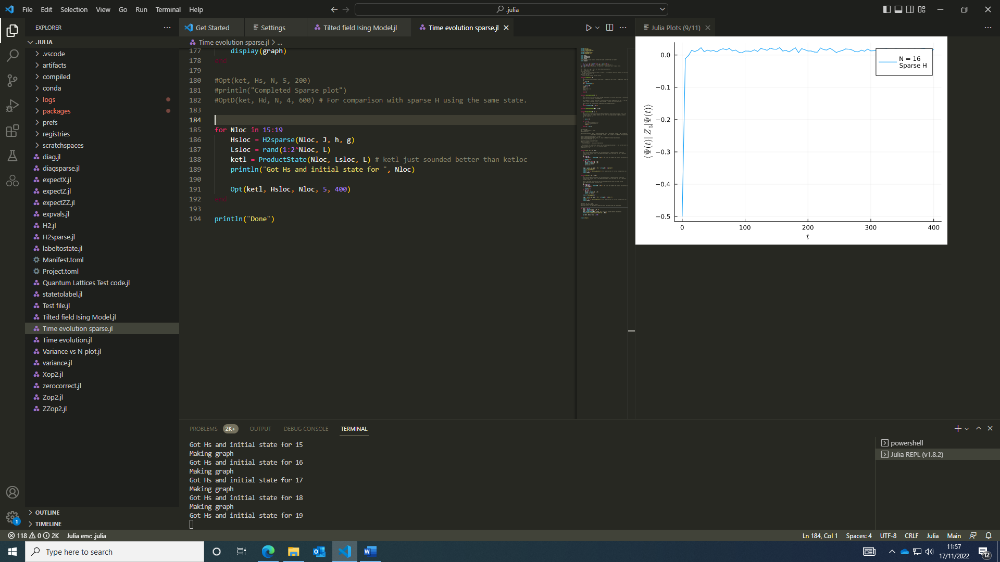 File Edit Selection View Go Run Terminal Help
.julia
EXPLORER
JULIA
.vscode
artifacts
compiled
conda
logs
packages
prefs
registries
scratchspaces
diag.jl
diagsparse.jl
expectX.jl
expectZ.jl
expectZZ.jl
expvals.jl
H2.jl
H2sparse.jl
labeltostate.jl
Manifest.toml
Project.toml
Quantum Lattices Test code.jl
statetolabel.jl
Test file.jl
Tilted field Ising Model.jl
Time evolution sparse.jl
Time evolution.jl
Variance vs N plot.jl
variance.jl
Xop2.jl
zerocorrect.jl
Zop2.jl
ZZop2.jl
OUTLINE
TIMELINE
Get Started Settings Tilted field Ising Model.jl Time evolution sparse.jl
Time evolution sparse.jl > ...
177 display(graph)
178 end
179
180 #Opt(ket, Hs, N, 5, 200)
181 #println("Completed Sparse plot")
182 #OptD(ket, Hd, N, 4, 600) # For comparison with sparse H using the same state.
183
184
185 for Nloc in 15:19
186 Hsloc = H2sparse(Nloc, J, h, g)
187 Lsloc = rand(1:2^Nloc, L)
188 ketl = ProductState(Nloc, Lsloc, L) # ketl just sounded better than ketloc
189 println("Got Hs and initial state for ", Nloc)
190
191 Opt(ketl, Hsloc, Nloc, 5, 400)
192 end
193
194 println("Done")
Julia Plots (9/11)
N = 16
Sparse H
0.0
−0.1
−0.2
−0.3
−0.4
−0.5
⟨Ψ(t)| Z₅|Ψ(t)⟩
0 100 200 300 400
t
PROBLEMS 2K+ OUTPUT DEBUG CONSOLE TERMINAL
Got Hs and initial state for 15
Making graph
Got Hs and initial state for 16
Making graph
Got Hs and initial state for 17
Making graph
Got Hs and initial state for 18
Making graph
Got Hs and initial state for 19
powershell
Julia REPL (v1.8.2)
1
118 0 2K Julia env: .julia
Ln 184, Col 1 Spaces: 4 UTF-8 CRLF Julia Main
Type here to search
11:57
17/11/2022
12